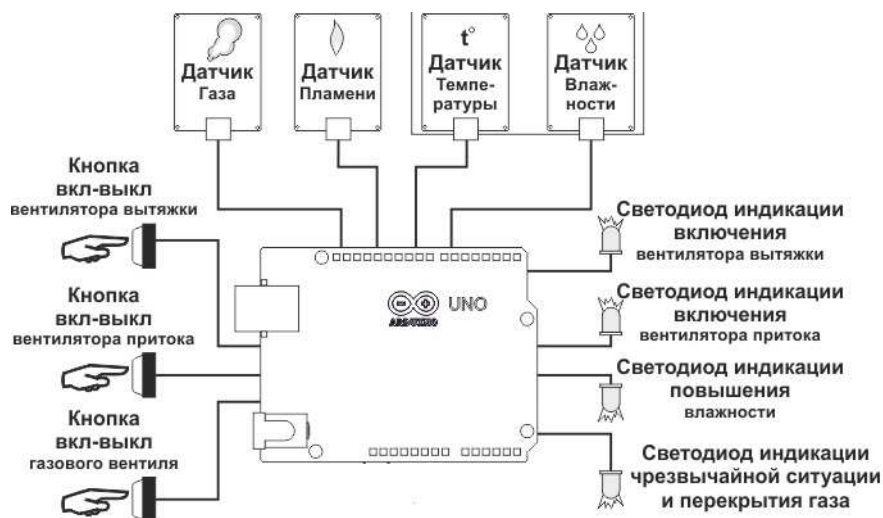 Датчик
Газа
Датчик
Пламени
t°
Датчик
Темпе-
ратуры
Датчик
Влаж-
ности
Кнопка
вкл-выкл
вентилятора вытяжки
Кнопка
вкл-выкл
вентилятора притока
Кнопка
вкл-выкл
газового вентиля
UNO
ARDUINO
Светодиод индикации
включения
вентилятора вытяжки
Светодиод индикации
включения
вентилятора притока
Светодиод индикации
повышения
влажности
Светодиод индикации
чрезвычайной ситуации
и перекрытия газа